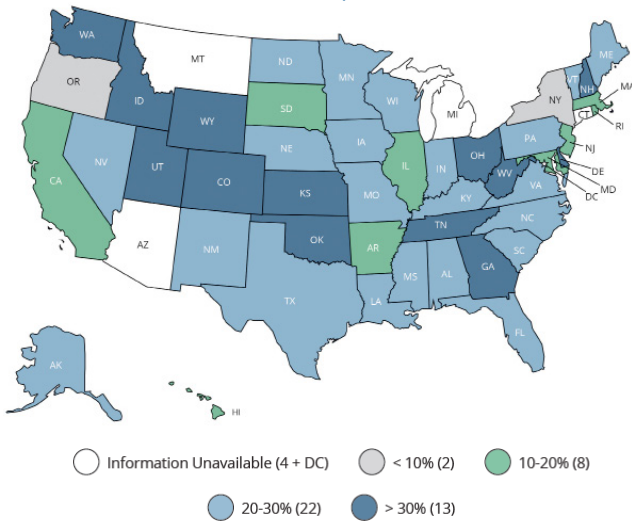 WA
ME
MT
ND
VT
MN
NH
OR
MA
ID
WI
SD
NY
WY
MI
CT
RI
IA
PA
NE
NJ
NV
OH
IL
IN
UT
DE
CO
WV
CA
VA
MD
KS
MO
KY
DC
NC
TN
OK
AZ
AR
SC
NM
MS
AL
GA
TX
LA
FL
AK
HI
Information Unavailable (4 + DC)
< 10% (2)
10-20% (8)
20-30% (22)
> 30% (13)